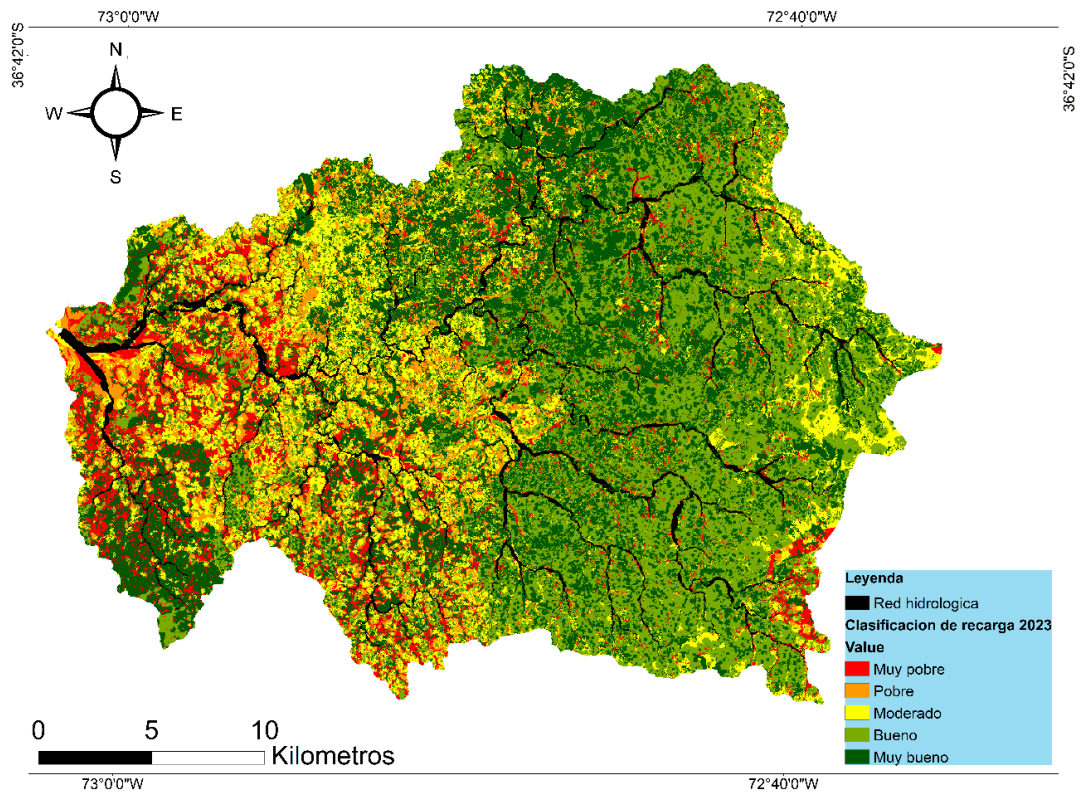 73°0'0"W
72°40'0"W
36°42'0"S
36°42'0"S
N
W
E
S
Leyenda
Red hidrologica
Clasificacion de recarga 2023
Value
Muy pobre
Pobre
Moderado
Bueno
Muy bueno
0 5 10
Kilometros
73°0'0"W
72°40'0"W